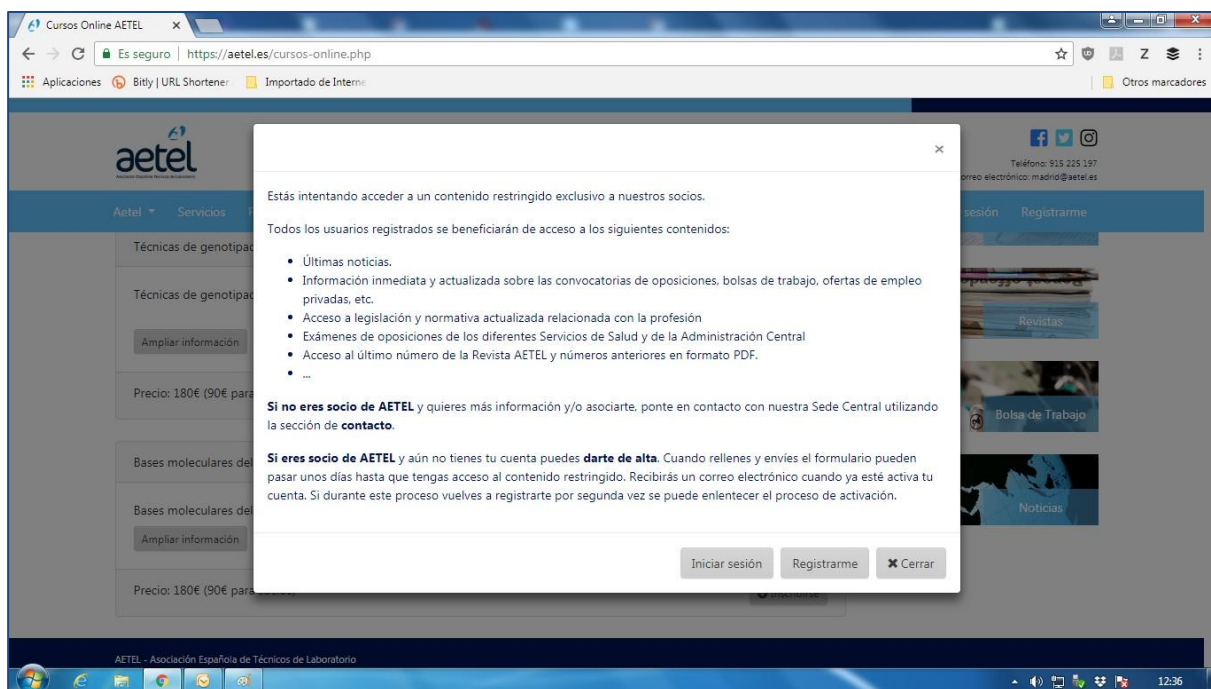 Cursos Online AETEL
Es seguro | https://aetel.es/cursos-online.php
Aplicaciones Bitly | URL Shortener Importado de Interne Otros marcadores
aetel
Teléfono: 915 225 197
orreo electrónico: madrid@aetel.es
Aetel Servicios sesión Registrarme
Técnicas de genotipac
Técnicas de genotipac
Ampliar información
Precio: 180€ (90€ para
Bases moleculares del
Bases moleculares del
Ampliar información
Precio: 180€ (90€ para
Estás intentando acceder a un contenido restringido exclusivo a nuestros socios.
Todos los usuarios registrados se beneficiarán de acceso a los siguientes contenidos:
• Últimas noticias.
• Información inmediata y actualizada sobre las convocatorias de oposiciones, bolsas de trabajo, ofertas de empleo
privadas, etc.
• Acceso a legislación y normativa actualizada relacionada con la profesión
• Exámenes de oposiciones de los diferentes Servicios de Salud y de la Administración Central
• Acceso al último número de la Revista AETEL y números anteriores en formato PDF.
• ...
Si no eres socio de AETEL y quieres más información y/o asociarte, ponte en contacto con nuestra Sede Central utilizando
la sección de contacto.
Si eres socio de AETEL y aún no tienes tu cuenta puedes darte de alta. Cuando rellenes y envíes el formulario pueden
pasar unos días hasta que tengas acceso al contenido restringido. Recibirás un correo electrónico cuando ya esté activa tu
cuenta. Si durante este proceso vuelves a registrarte por segunda vez se puede enlentecer el proceso de activación.
Iniciar sesión Registrarme Cerrar
Revistas
Bolsa de Trabajo
Noticias
AETEL - Asociación Española de Técnicos de Laboratorio
12:36